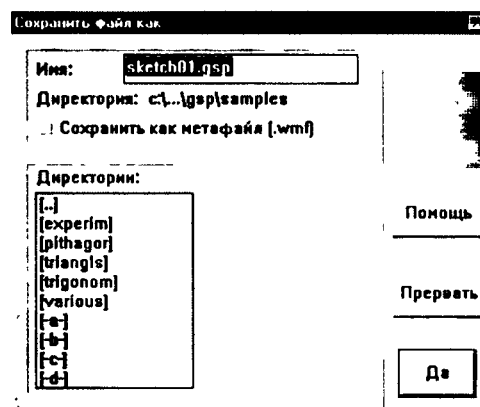 Сохранить файл как
Имя: sketch01.gsp
Директория: c:\...\gsp\samples
Сохранить как метафайл (.wmf)
Директории:
[..]
[experim]
[pithagor]
[triangls]
[trigonom]
[various]
[-a-]
[-b-]
[-c-]
[-d-]
Помощь
Прервать
Да